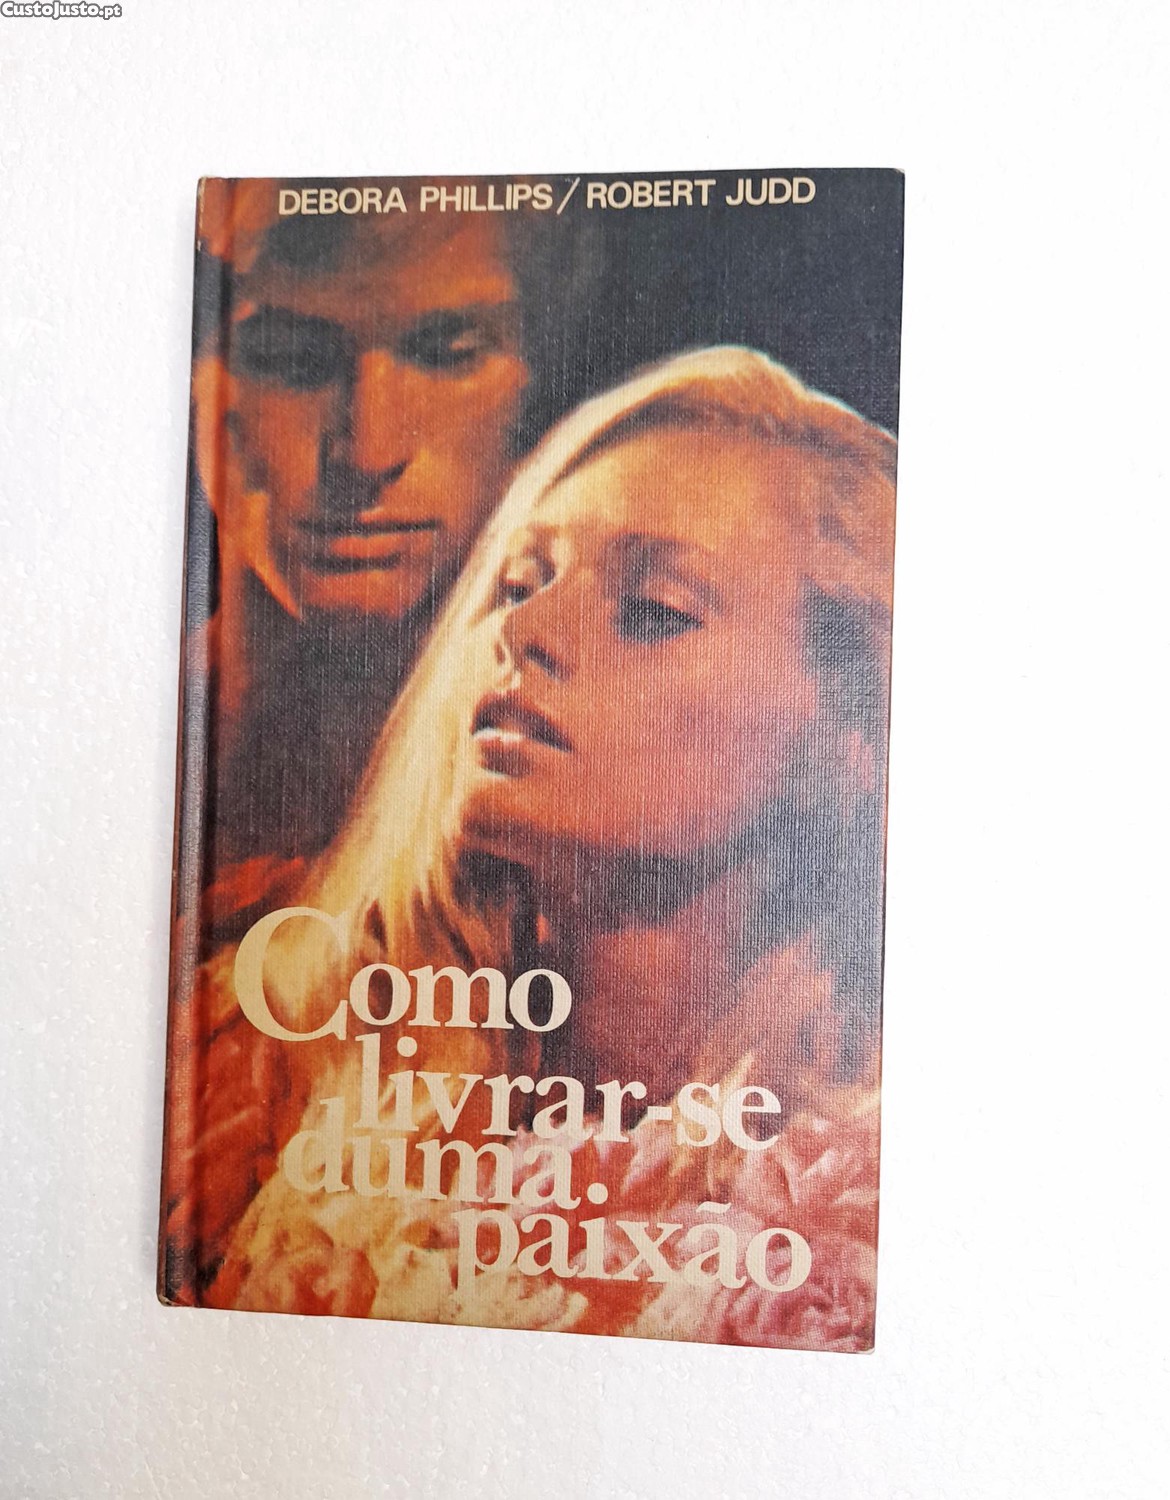 CustoJusto.pt
DEBORA PHILLIPS/ROBERT JUDD
Como
livrar-se
duma
paixão